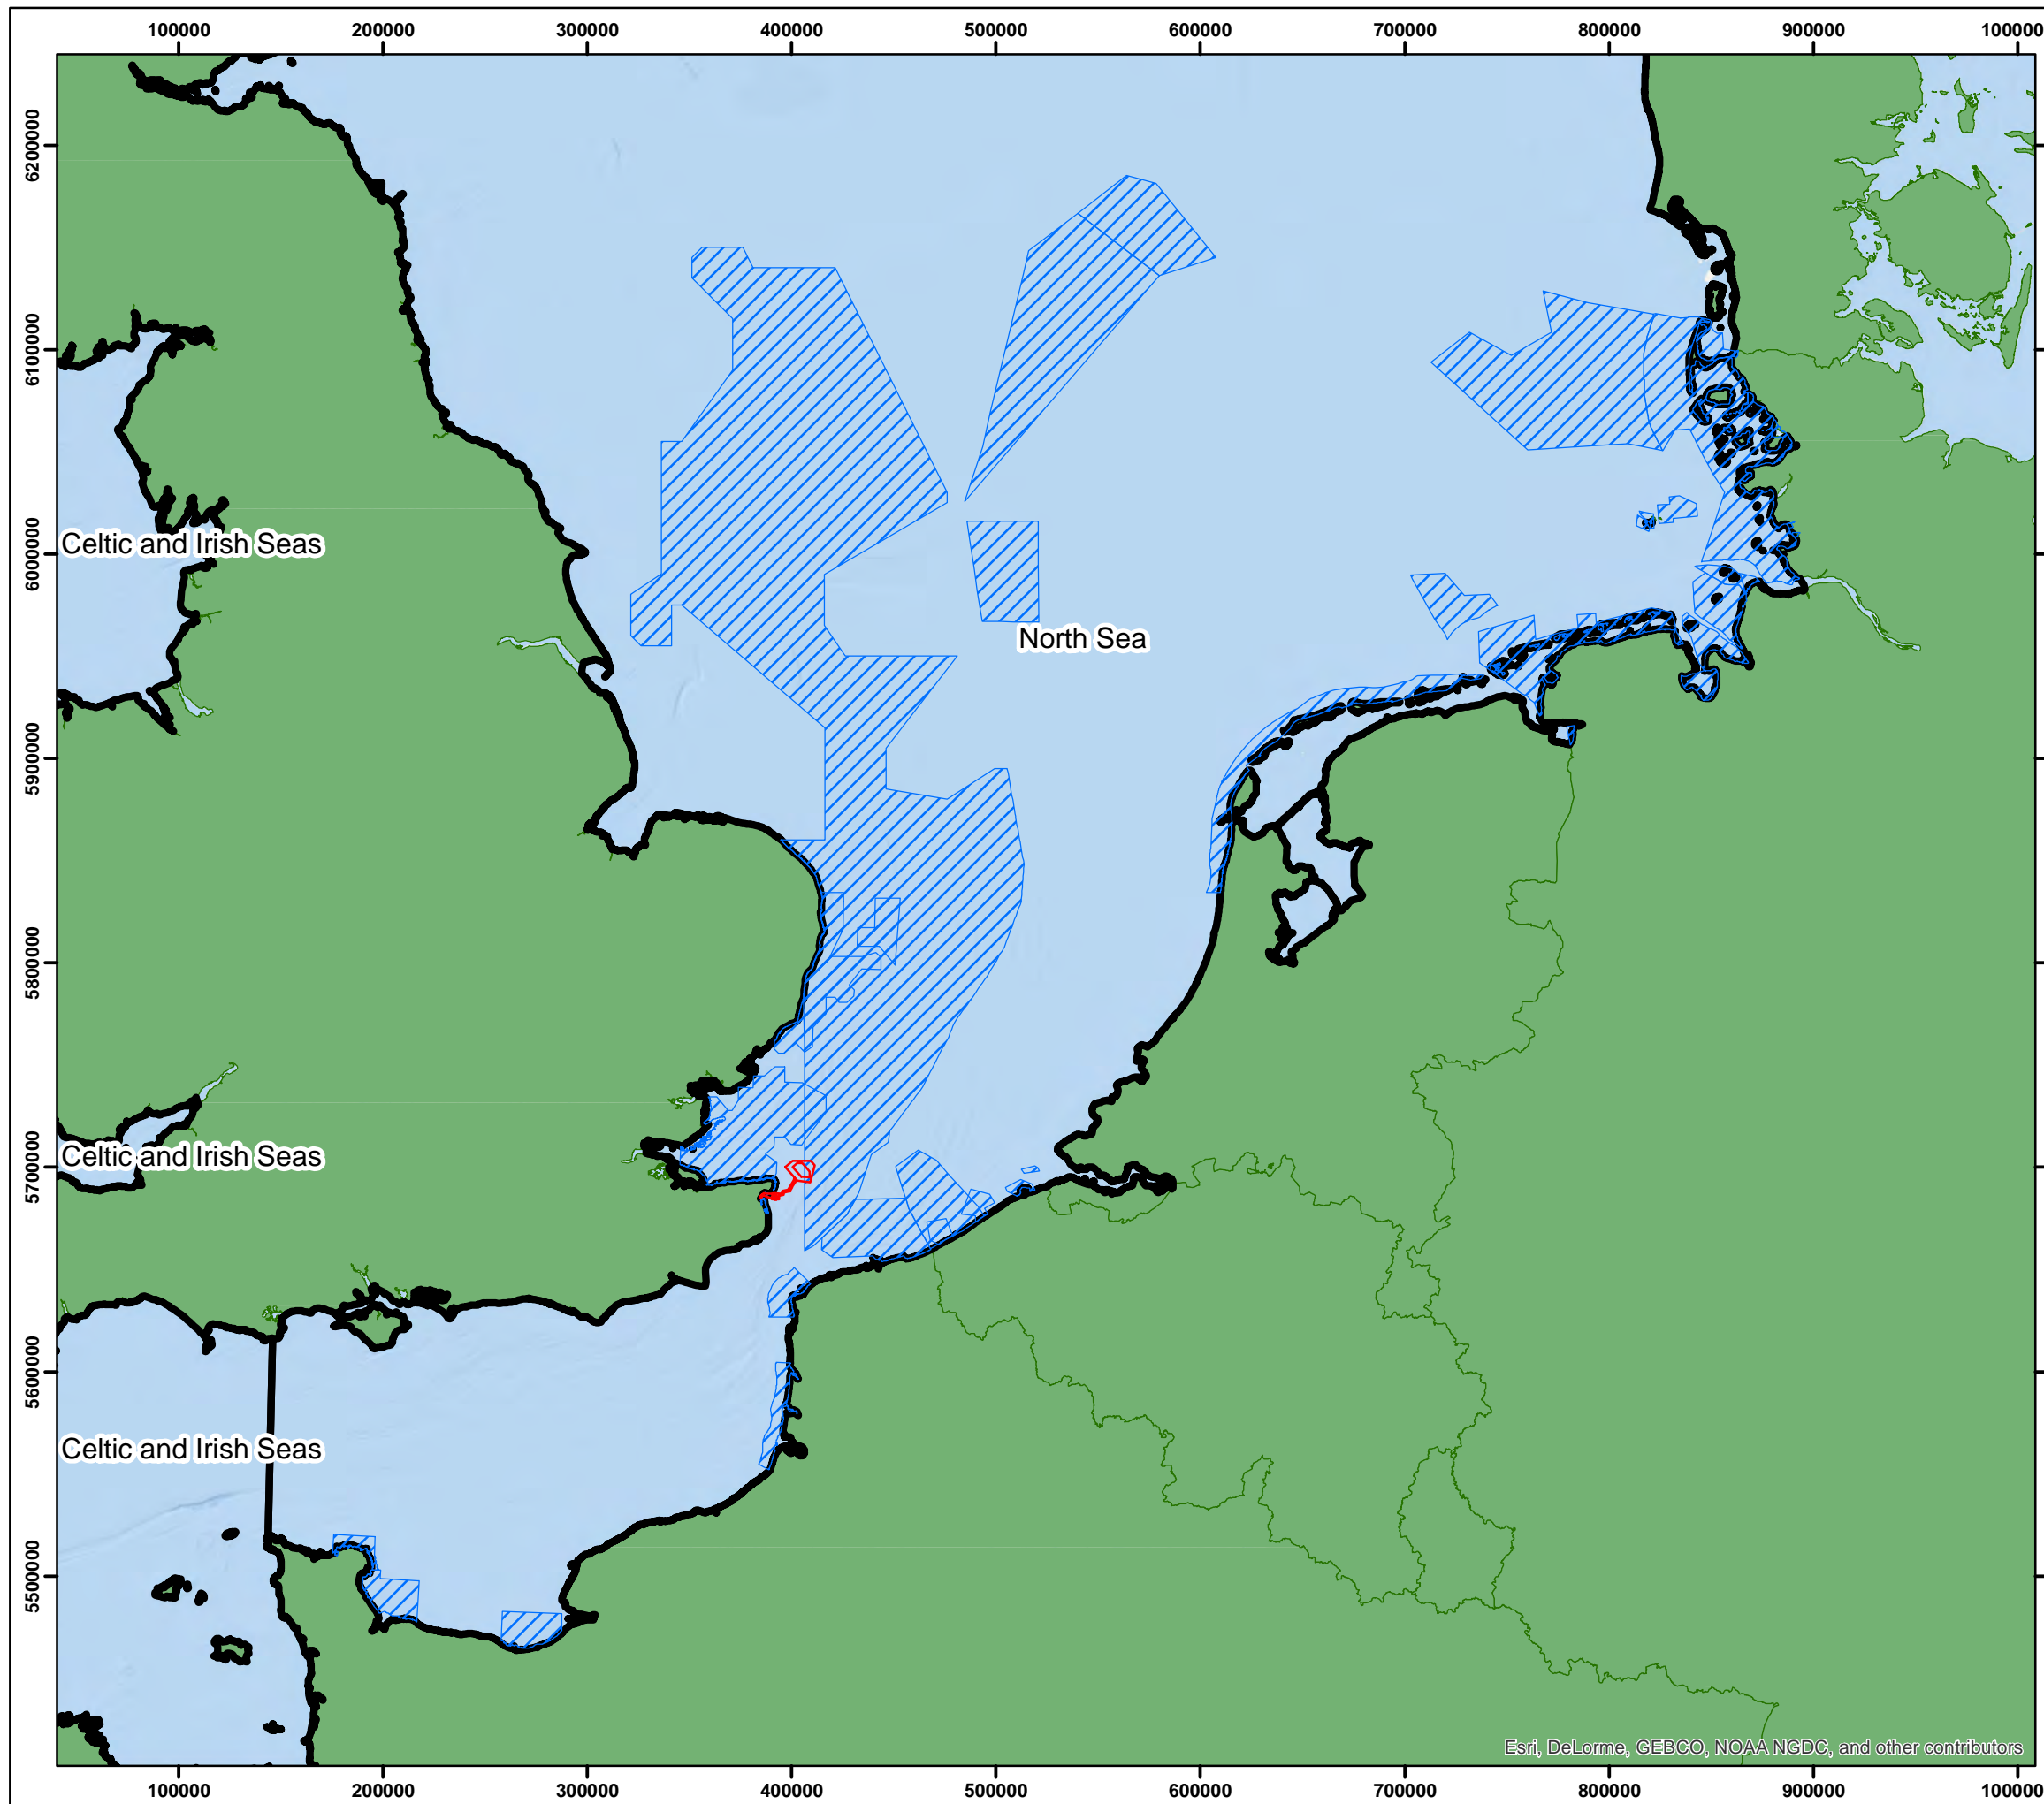 100000 200000 300000 400000 500000 600000 700000 800000 900000 1000000
6200000
6100000
6000000
5900000
5800000
5700000
5600000
5500000
Celtic and Irish Seas
North Sea
Celtic and Irish Seas
Celtic and Irish Seas
Esri, DeLorme, GEBCO, NOAA NGDC, and other contributors
100000 200000 300000 400000 500000 600000 700000 800000 900000 1000000